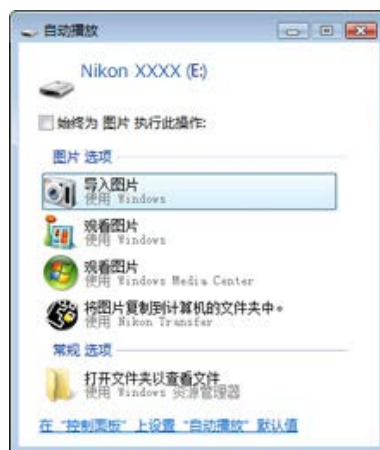 自动播放
Nikon XXXX (E:)
始终为 图片 执行此操作:
图片 选项
导入图片
使用 Windows
观看图片
使用 Windows
观看图片
使用 Windows Media Center
将图片复制到计算机的文件夹中。
使用 Nikon Transfer
常规 选项
打开文件夹以查看文件
使用 Windows 资源管理器
在 "控制面板" 上设置 "自动播放" 默认值